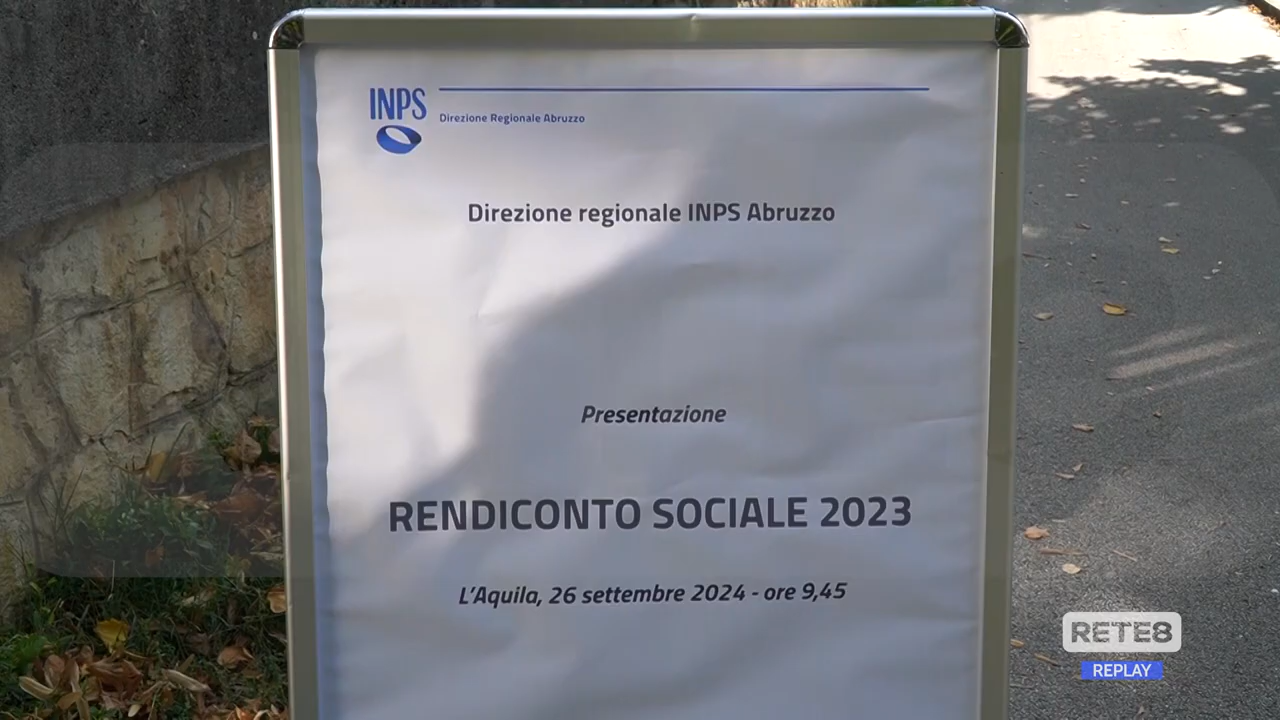 INPS
Direzione Regionale Abruzzo
Direzione regionale INPS Abruzzo
Presentazione
RENDICONTO SOCIALE 2023
L'Aquila, 26 settembre 2024 - ore 9,45
RETE8
REPLAY